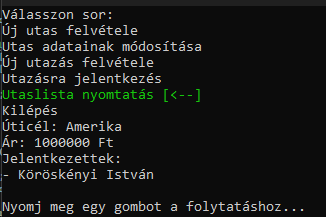 Válasszon sor:
Új utas felvétele
Utas adatainak módosítása
Új utazás felvétele
Utazásra jelentkezés
Utaslista nyomtatás [<--]
Kilépés
Úticél: Amerika
Ár: 1000000 Ft
Jelentkezettek:
- Köröskényi István
Nyomj meg egy gombot a folytatáshoz...